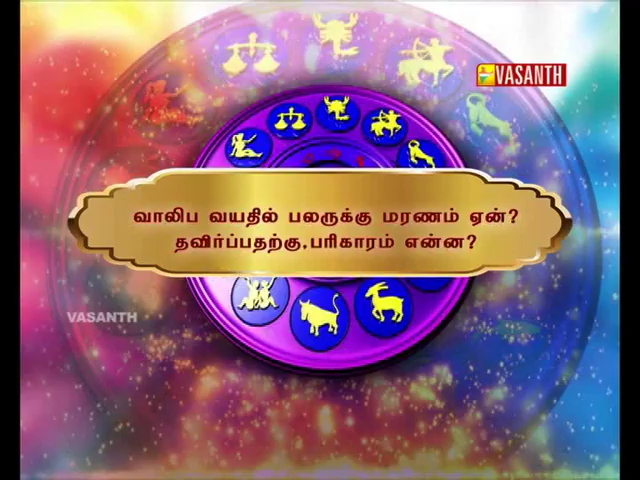 VASANTH
வாலிப வயதில் பலருக்கு மரணம் ஏன்?
தவிர்ப்பதற்கு,பரிகாரம் என்ன?
VASANTH